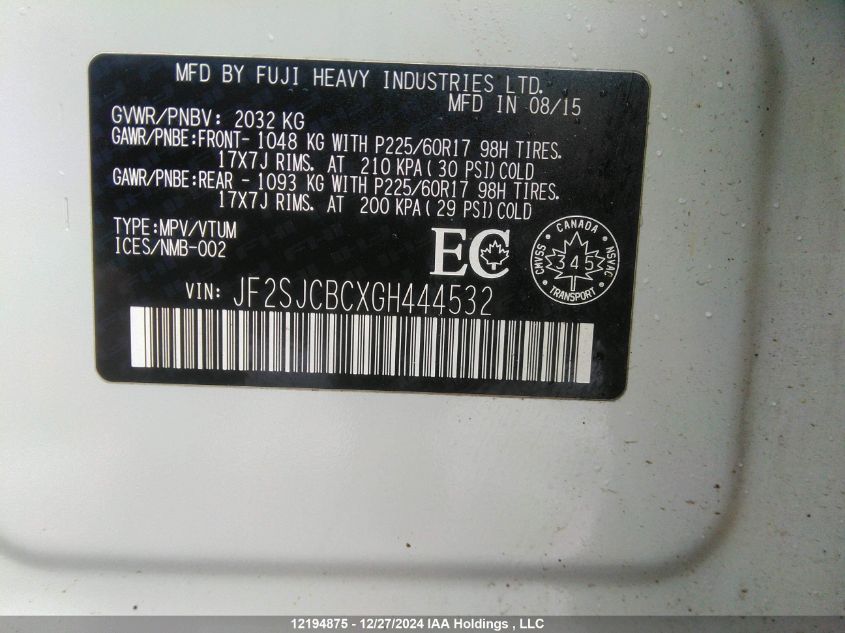 MFD BY FUJI HEAVY INDUSTRIES LTD.
MFD IN 08/15
GVWR/PNBV: 2032 KG
GAWR/PNBE:FRONT- 1048 KG WITH P225/60R17 98H TIRES.
17X7J RIMS. AT 210 KPA(30 PSI)COLD
GAWR/PNBE:REAR - 1093 KG WITH P225/60R17 98H TIRES.
17X7J RIMS. AT 200 KPA(29 PSI)COLD
TYPE:MPV/VTUM
ICES/NMB-002
EC
CANADA
CMVSS 345 NSVAC
TRANSPORT
VIN: JF2SJCBCXGH444532
12194875 - 12/27/2024 IAA Holdings , LLC